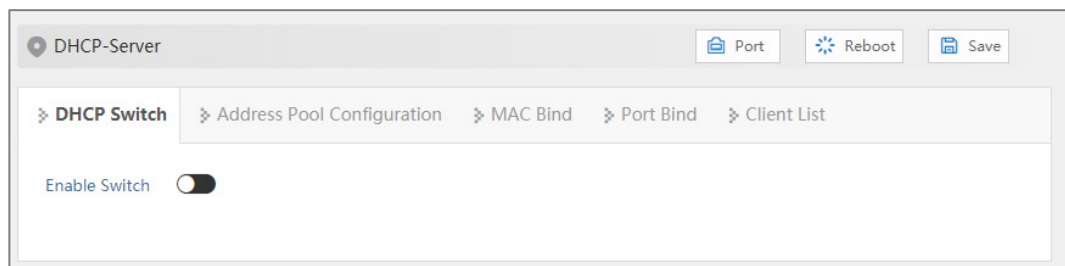 DHCP-Server Port Reboot Save
DHCP Switch Address Pool Configuration MAC Bind Port Bind Client List
Enable Switch